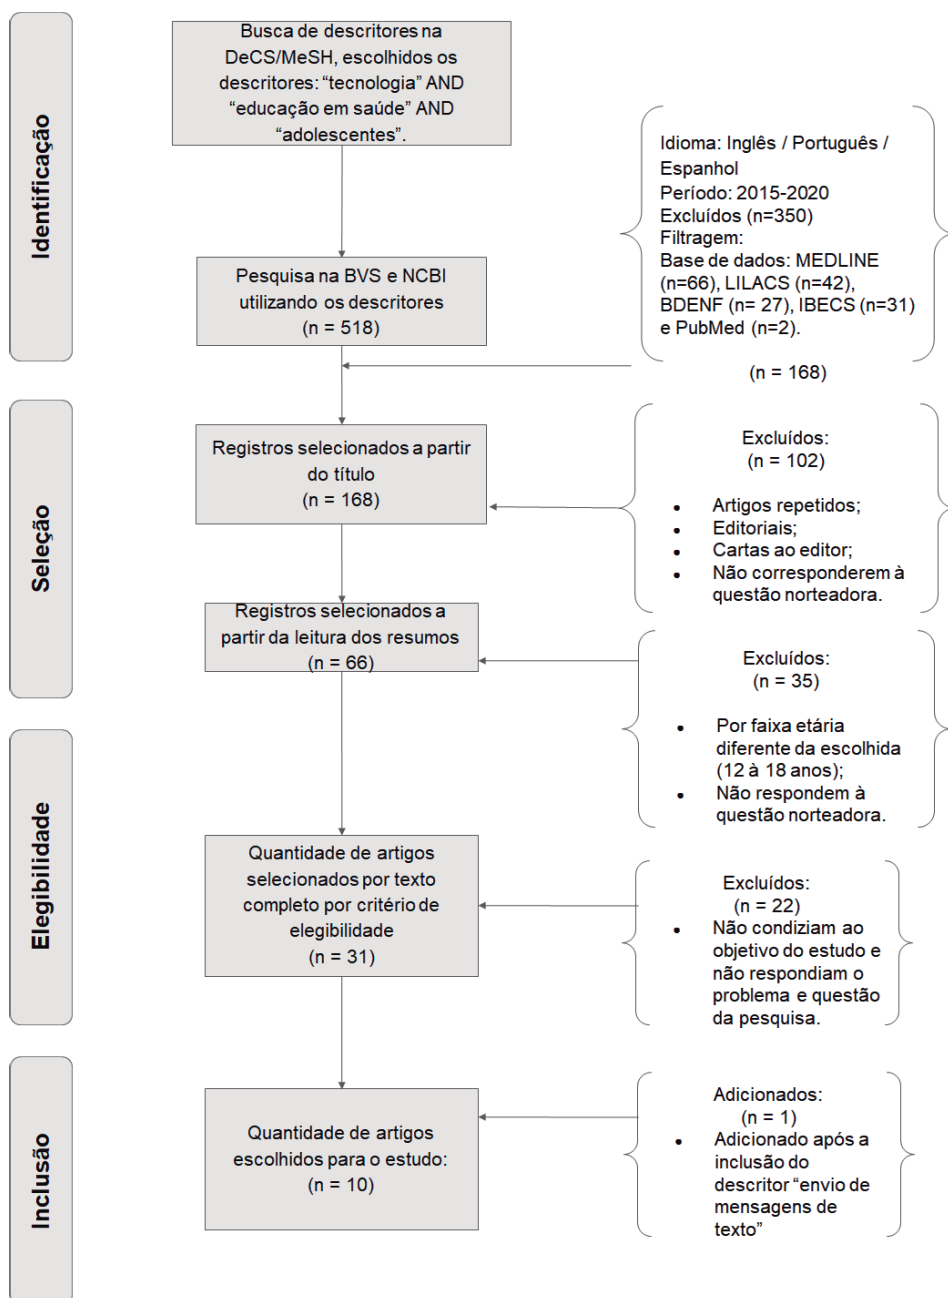 Identificação
Busca de descritores na
DeCS/MeSH, escolhidos os
descritores: “tecnologia” AND
“educação em saúde” AND
“adolescentes”.
Idioma: Inglês / Português /
Espanhol
Período: 2015-2020
Excluídos (n=350)
Filtragem:
Base de dados: MEDLINE
(n=66), LILACS (n=42),
BDENF (n= 27), IBECS (n=31)
e PubMed (n=2).
(n = 168)
Pesquisa na BVS e NCBI
utilizando os descritores
(n = 518)
Seleção
Registros selecionados a partir
do título
(n = 168)
Excluídos:
(n = 102)
• Artigos repetidos;
• Editoriais;
• Cartas ao editor;
• Não corresponderem à
questão norteadora.
Registros selecionados a
partir da leitura dos resumos
(n = 66)
Excluídos:
(n = 35)
• Por faixa etária
diferente da escolhida
(12 à 18 anos);
• Não respondem à
questão norteadora.
Elegibilidade
Quantidade de artigos
selecionados por texto
completo por critério de
elegibilidade
(n = 31)
Excluídos:
(n = 22)
• Não condiziam ao
objetivo do estudo e
não respondiam o
problema e questão
da pesquisa.
Inclusão
Quantidade de artigos
escolhidos para o estudo:
(n = 10)
Adicionados:
(n = 1)
• Adicionado após a
inclusão do
descritor “envio de
mensagens de
texto”